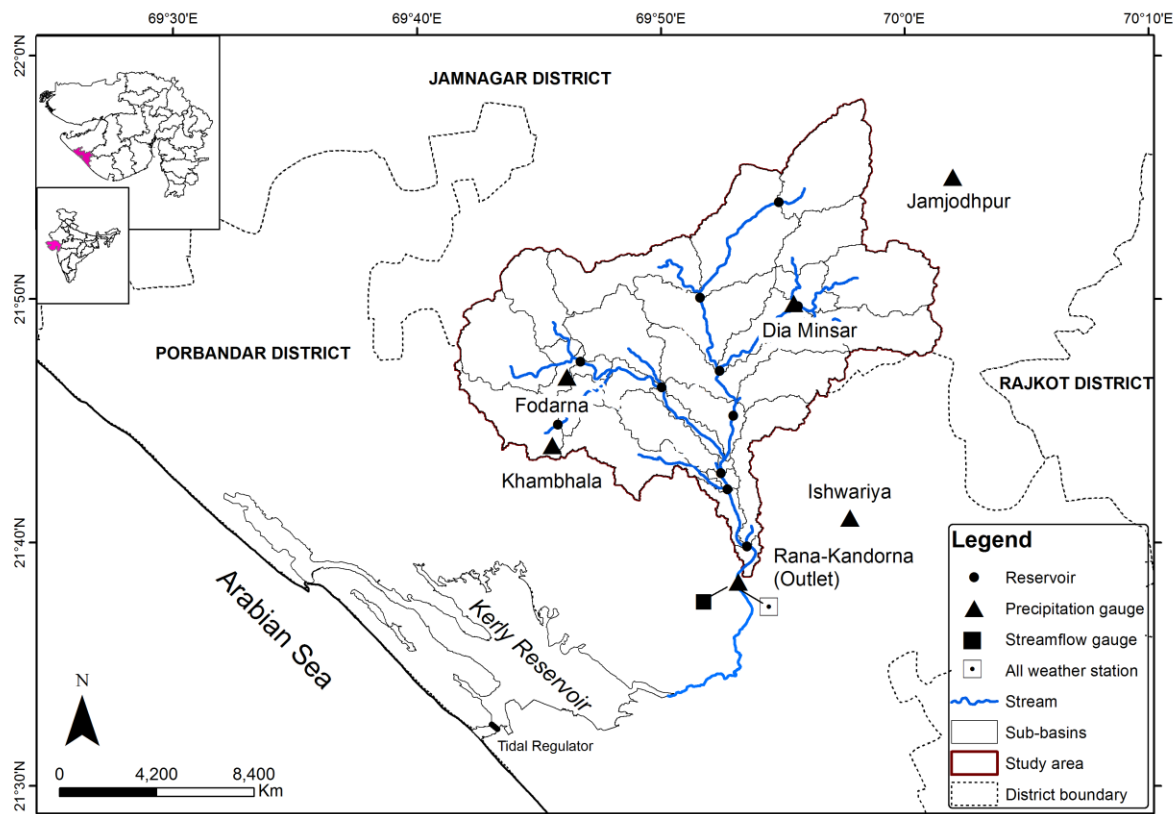 69°30'E
69°40'E
69°50'E
70°0'E
70°10'E
22°0'N
21°50'N
21°40'N
21°30'N
JAMNAGAR DISTRICT
Jamjodhpur
Dia Minsar
PORBANDAR DISTRICT
RAJKOT DISTRICT
Fodarna
Khambhala
Ishwariya
Rana-Kandorna
(Outlet)
Arabian Sea
Kerly Reservoir
Tidal Regulator
N
0 4,200 8,400
Km
Legend
Reservoir
Precipitation gauge
Streamflow gauge
All weather station
Stream
Sub-basins
Study area
District boundary